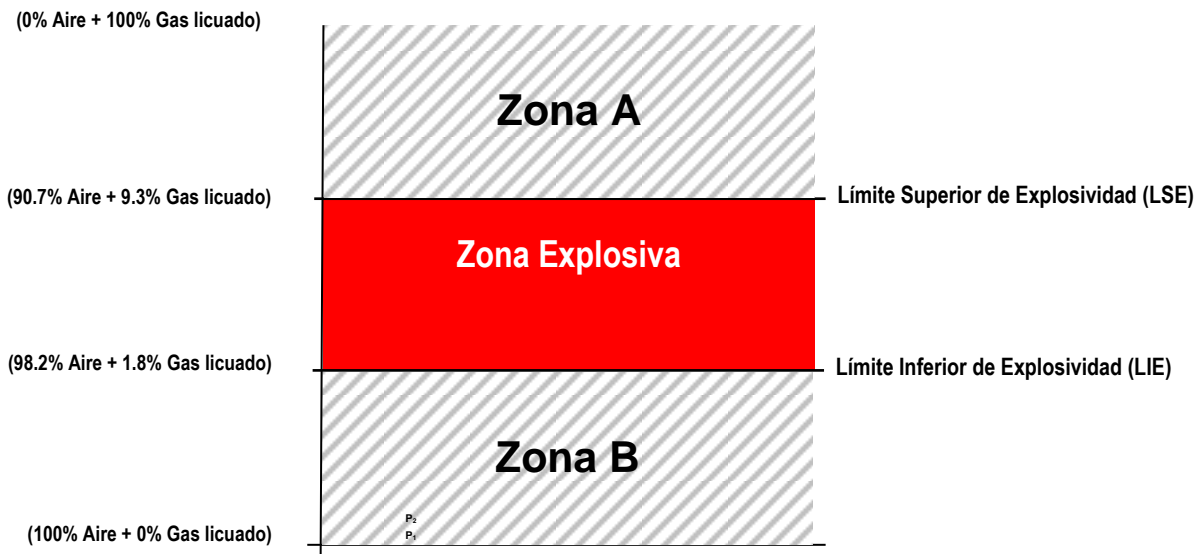 (0% Aire + 100% Gas licuado)
Zona A
(90.7% Aire + 9.3% Gas licuado)
Límite Superior de Explosividad (LSE)
Zona Explosiva
(98.2% Aire + 1.8% Gas licuado)
Límite Inferior de Explosividad (LIE)
Zona B
P₂
(100% Aire + 0% Gas licuado)
P₁